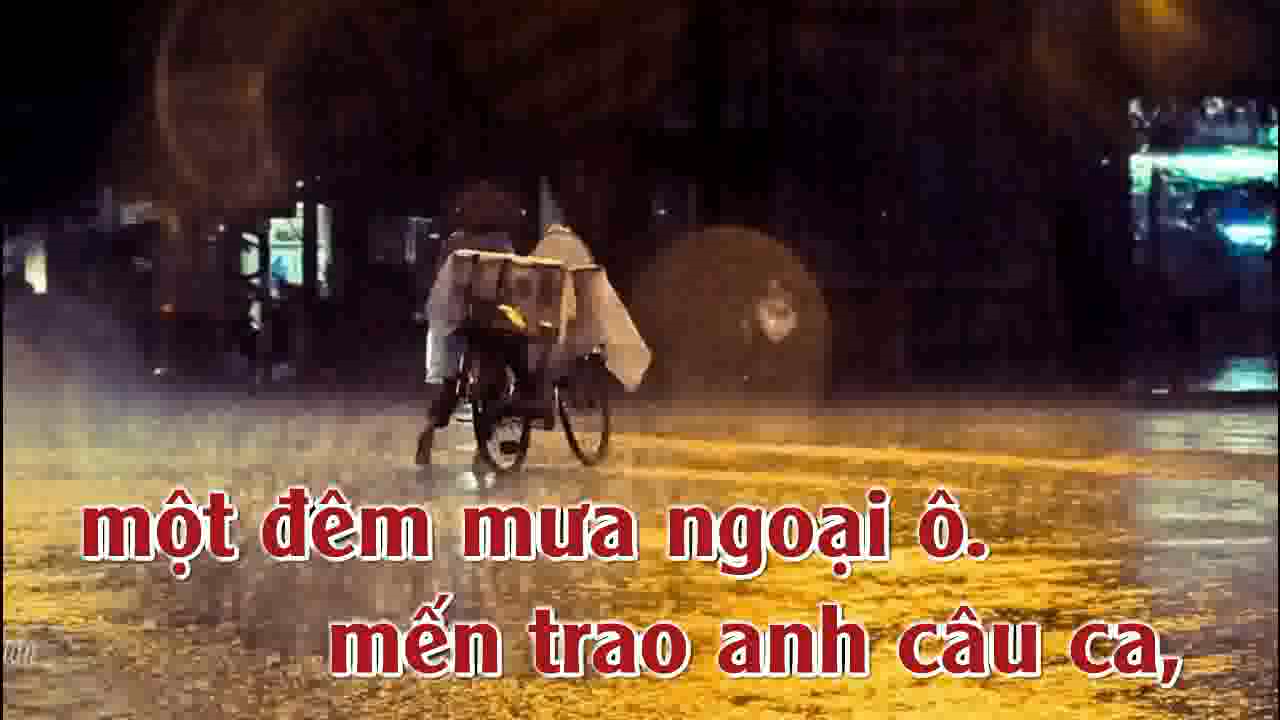 một đêm mưa ngoại ô.
mến trao anh câu ca,